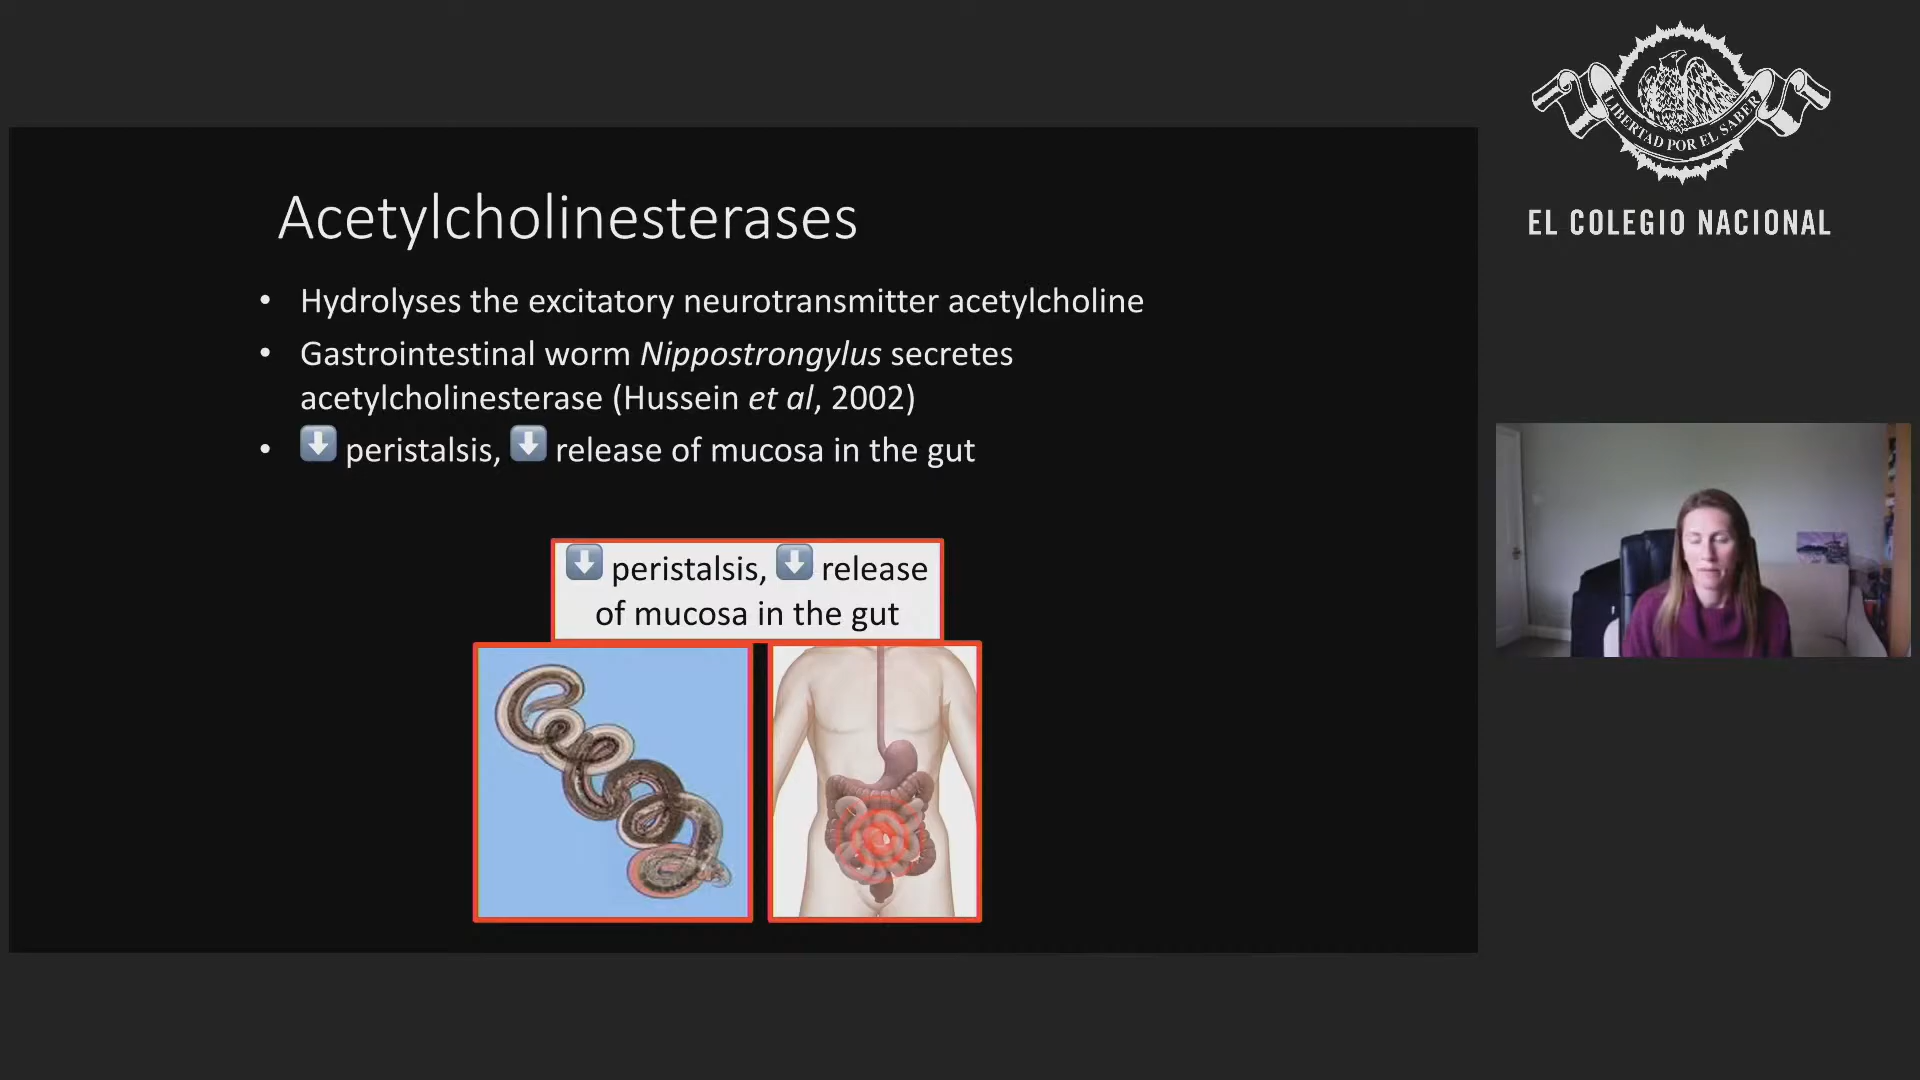 LIBERTAD POR EL SABER
EL COLEGIO NACIONAL
Acetylcholinesterases
• Hydrolyses the excitatory neurotransmitter acetylcholine
• Gastrointestinal worm Nippostrongylus secretes
acetylcholinesterase (Hussein et al, 2002)
• ⬇️ peristalsis, ⬇️ release of mucosa in the gut
⬇️ peristalsis, ⬇️ release
of mucosa in the gut